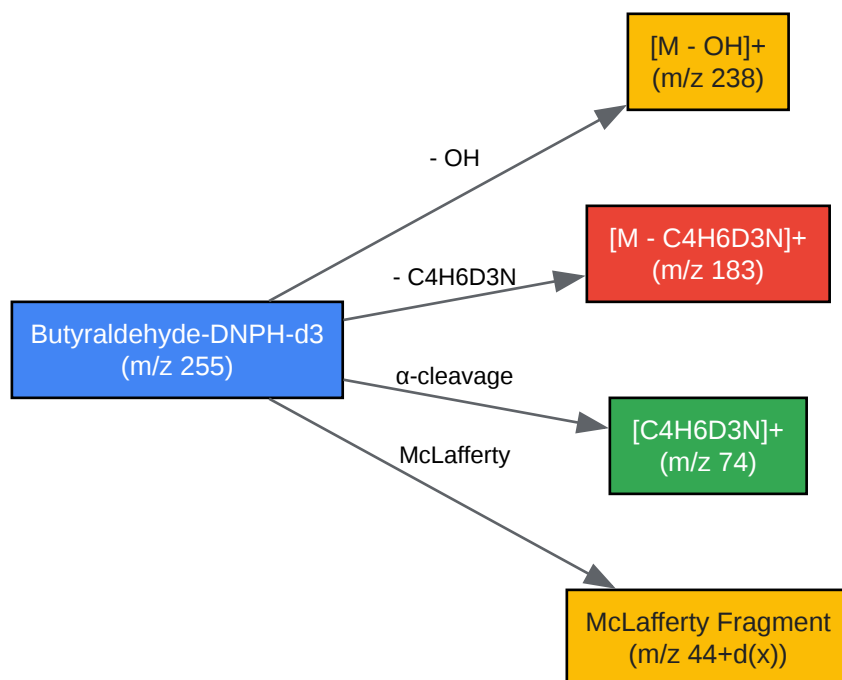 [M - OH]+
(m/z 238)
- OH
[M - C4H6D3N]+
(m/z 183)
- C4H6D3N
Butyraldehyde-DNPH-d3
(m/z 255)
α-cleavage
[C4H6D3N]+
(m/z 74)
McLafferty
McLafferty Fragment
(m/z 44+d(x))